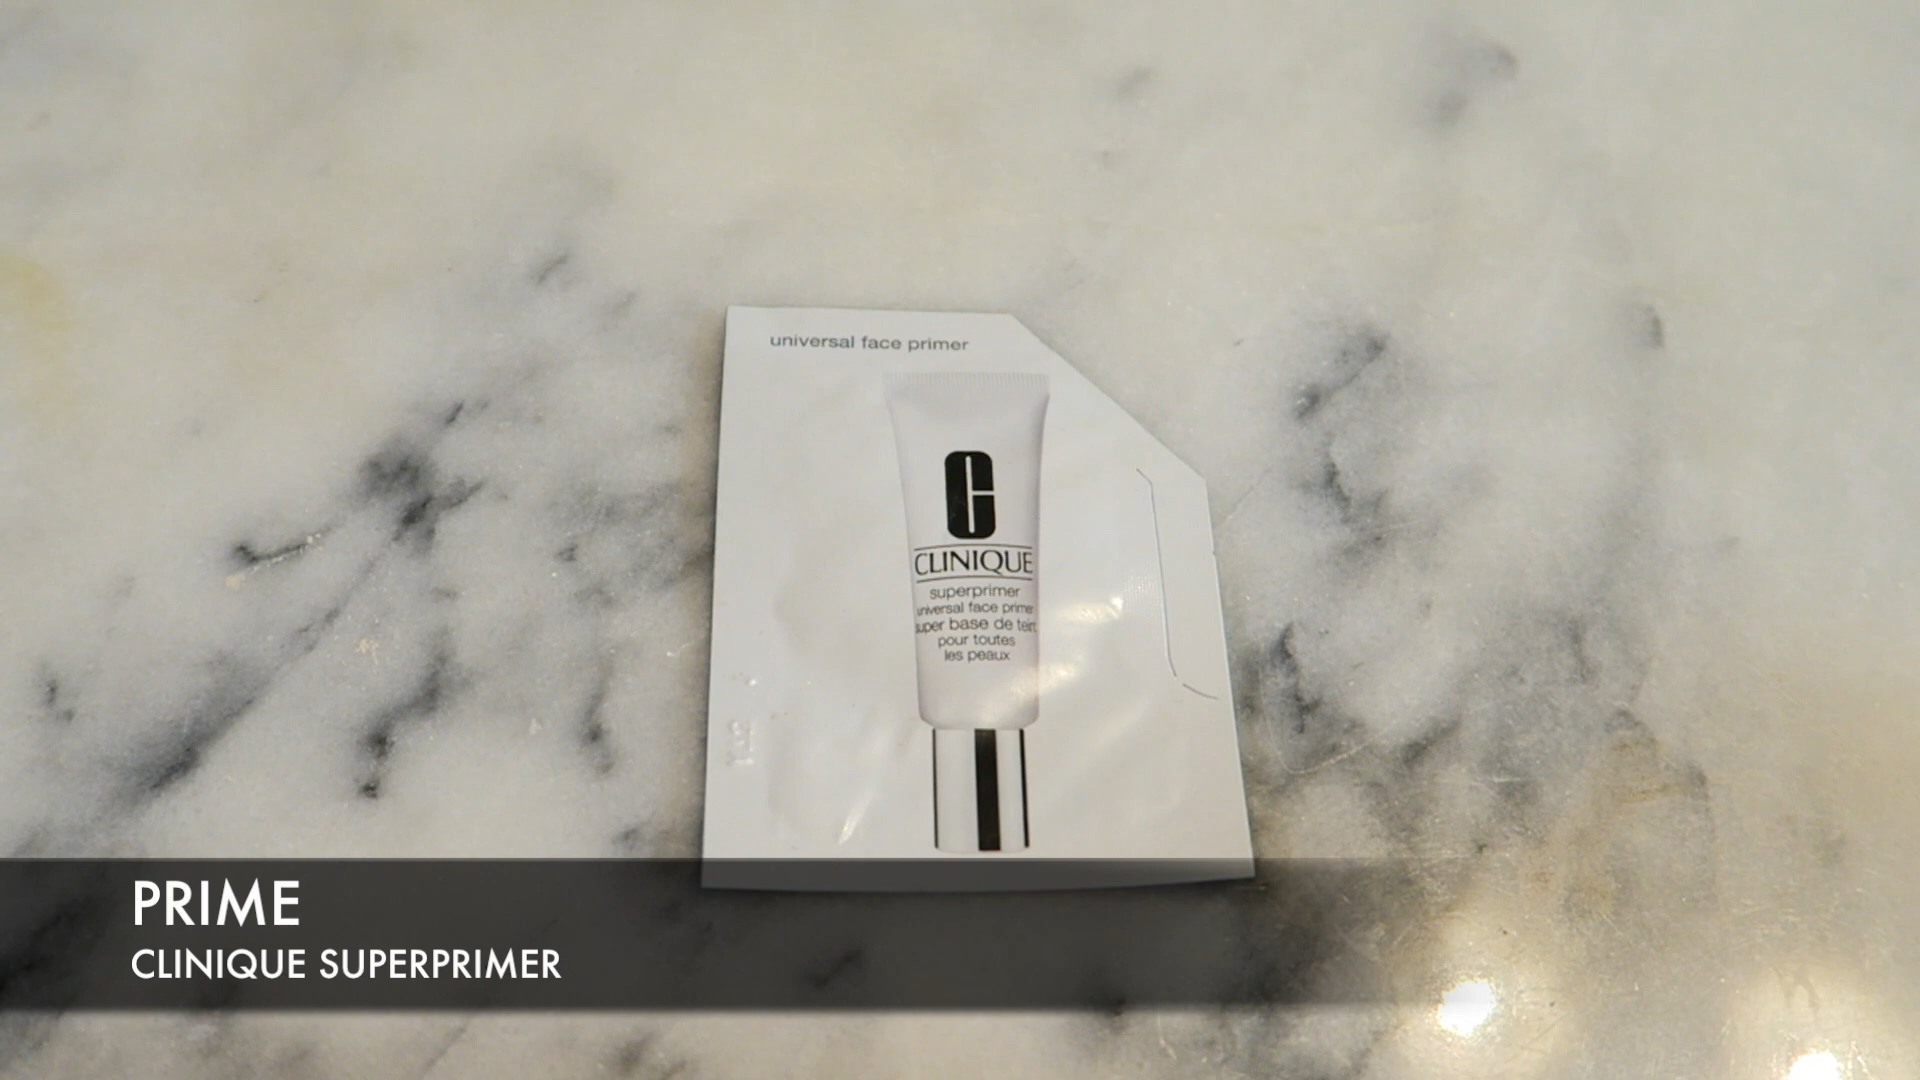 universal face primer
C
CLINIQUE
superprimer
universal face primer
super base de teint
pour toutes
les peaux
PRIME
CLINIQUE SUPERPRIMER